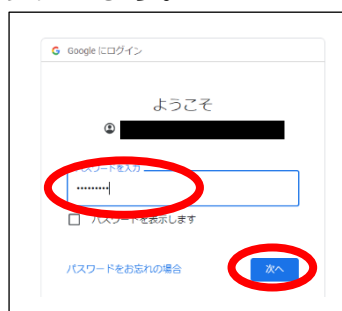 Google にログイン
ようこそ
パスワードを入力
•••••••••
パスワードを表示します
パスワードをお忘れの場合
次へ